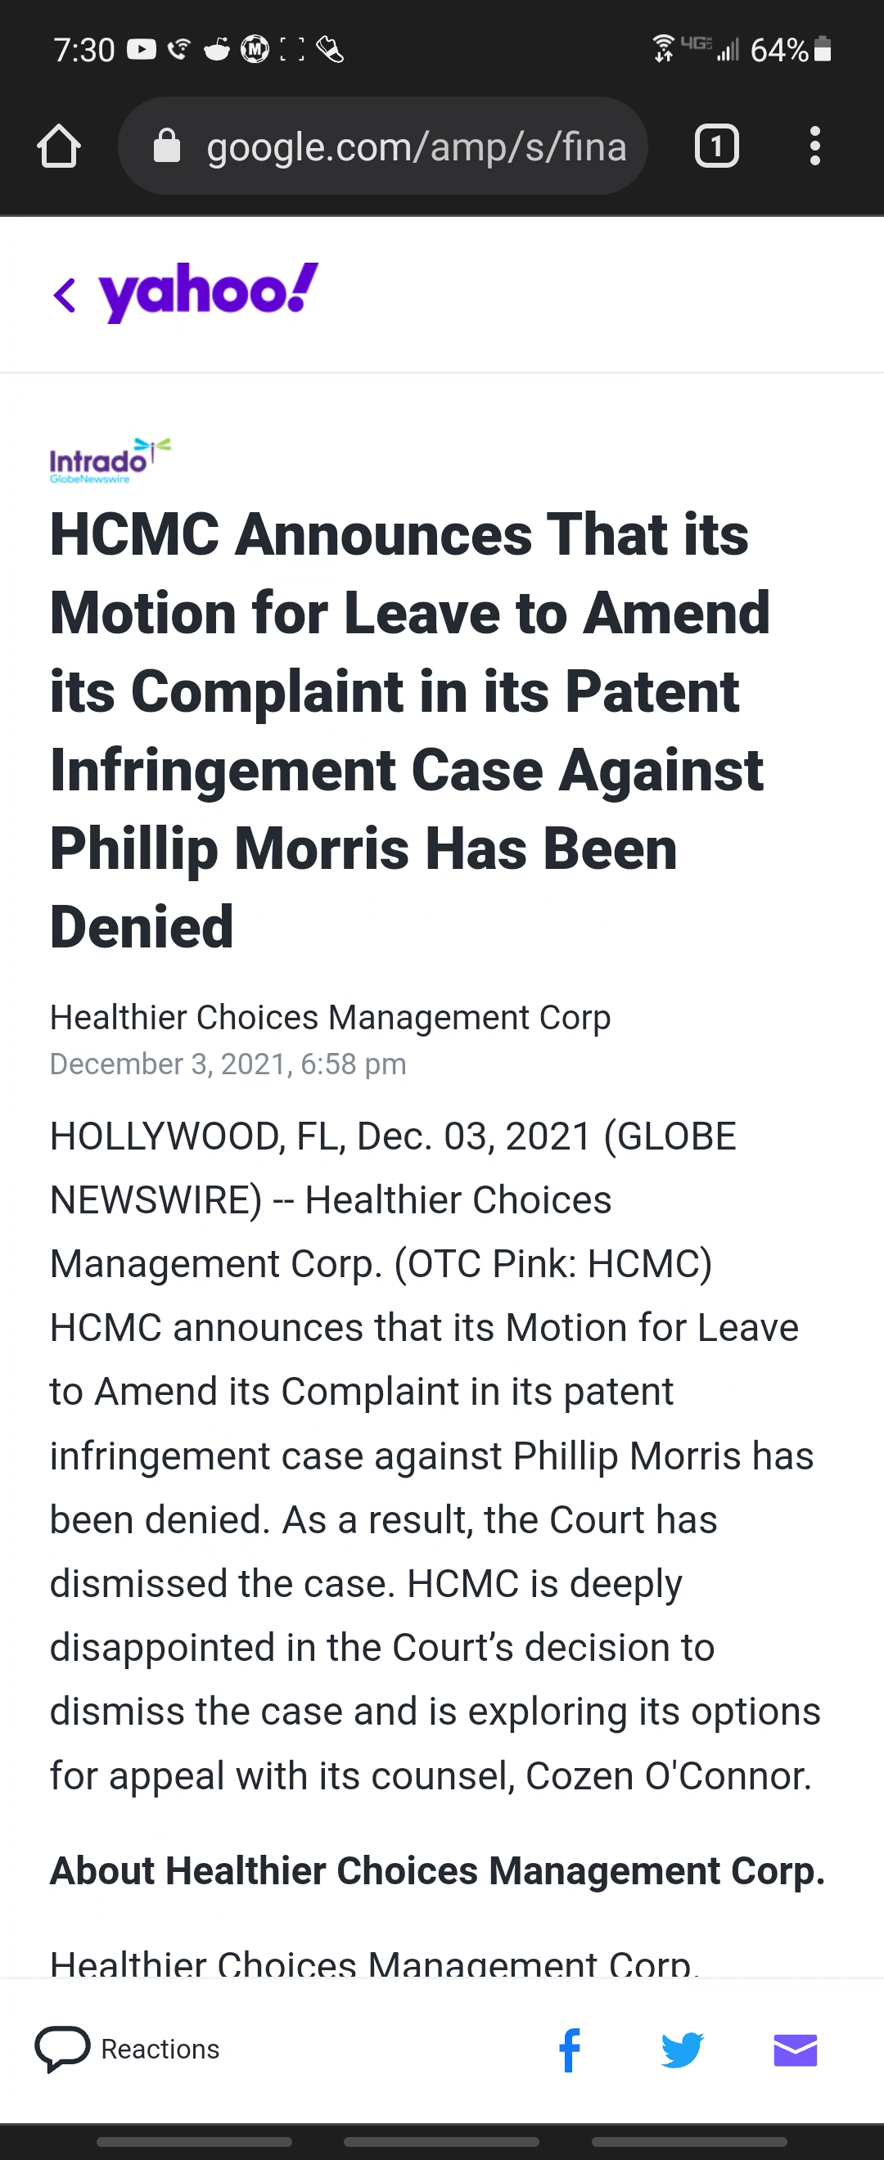 7:30 64%
google.com/amp/s/fina 1
yahoo!
Intrado
GlobeNewswire
HCMC Announces That its
Motion for Leave to Amend
its Complaint in its Patent
Infringement Case Against
Phillip Morris Has Been
Denied
Healthier Choices Management Corp
December 3, 2021, 6:58 pm
HOLLYWOOD, FL, Dec. 03, 2021 (GLOBE
NEWSWIRE) -- Healthier Choices
Management Corp. (OTC Pink: HCMC)
HCMC announces that its Motion for Leave
to Amend its Complaint in its patent
infringement case against Phillip Morris has
been denied. As a result, the Court has
dismissed the case. HCMC is deeply
disappointed in the Court’s decision to
dismiss the case and is exploring its options
for appeal with its counsel, Cozen O'Connor.
About Healthier Choices Management Corp.
Healthier Choices Management Corp.
Reactions